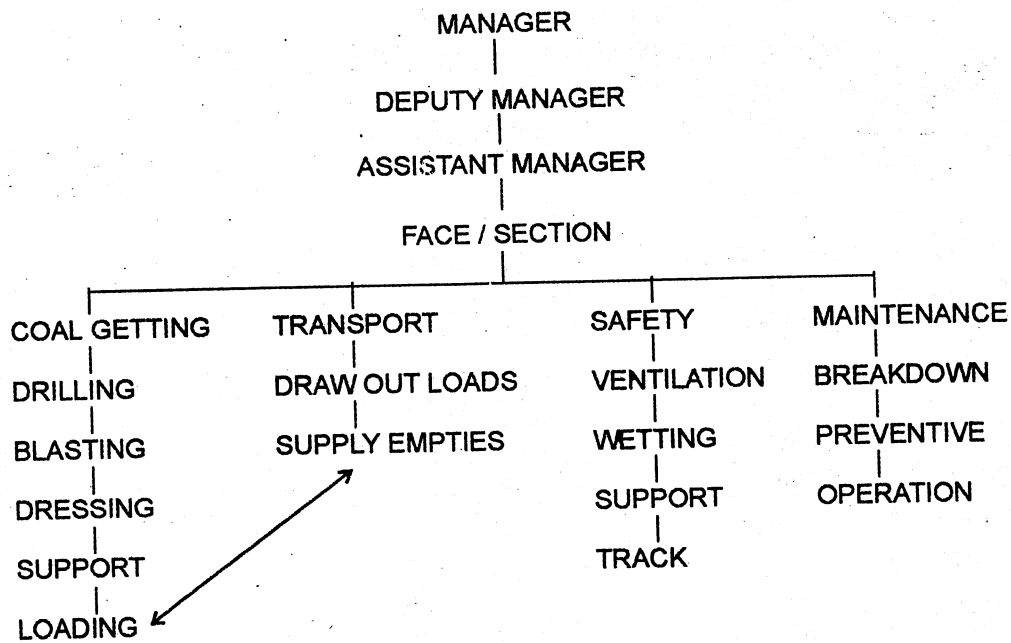 MANAGER
DEPUTY MANAGER
ASSISTANT MANAGER
FACE / SECTION
COAL GETTING
DRILLING
BLASTING
DRESSING
SUPPORT
LOADING
TRANSPORT
DRAW OUT LOADS
SUPPLY EMPTIES
SAFETY
VENTILATION
WETTING
SUPPORT
TRACK
MAINTENANCE
BREAKDOWN
PREVENTIVE
OPERATION